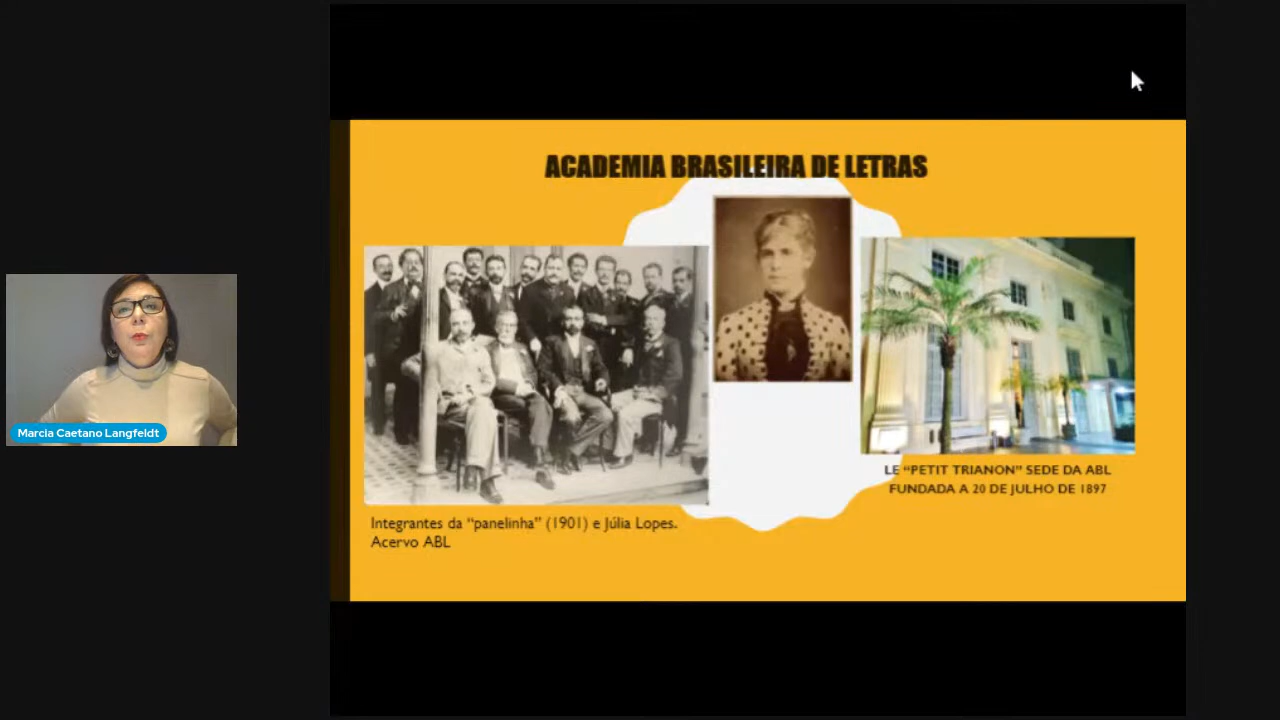 ACADEMIA BRASILEIRA DE LETRAS
LE “PETIT TRIANON” SEDE DA ABL
FUNDADA A 20 DE JULHO DE 1897
Integrantes da “panelinha” (1901) e Júlia Lopes.
Acervo ABL
Marcia Caetano Langfeldt